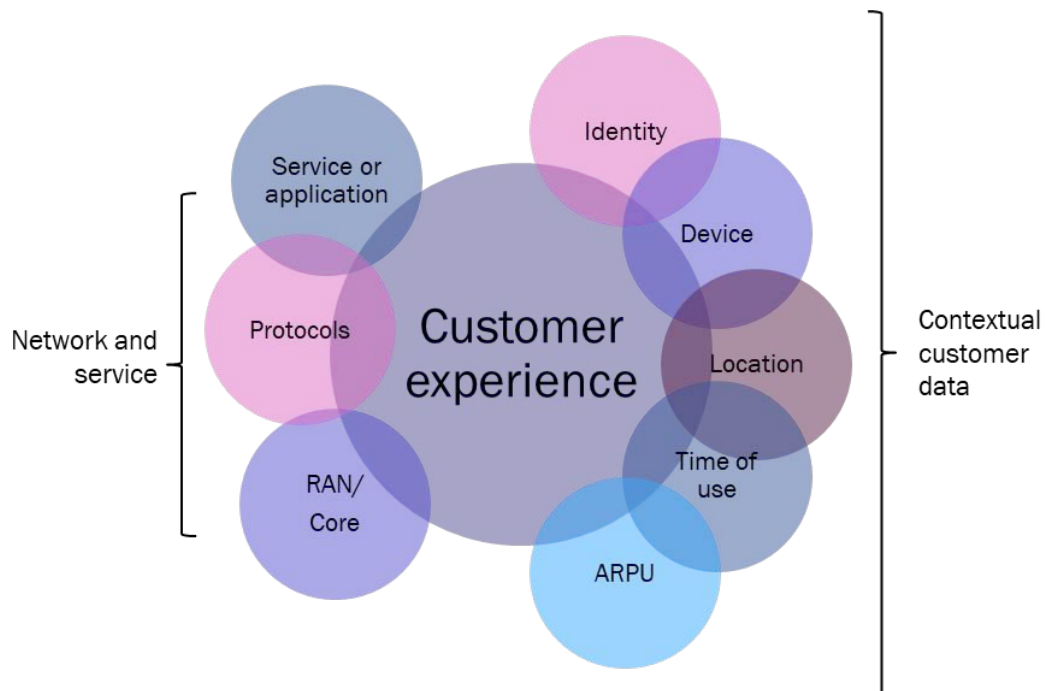 Network and
service
Service or
application
Protocols
RAN/
Core
Customer
experience
Identity
Device
Location
Time of
use
ARPU
Contextual
customer
data